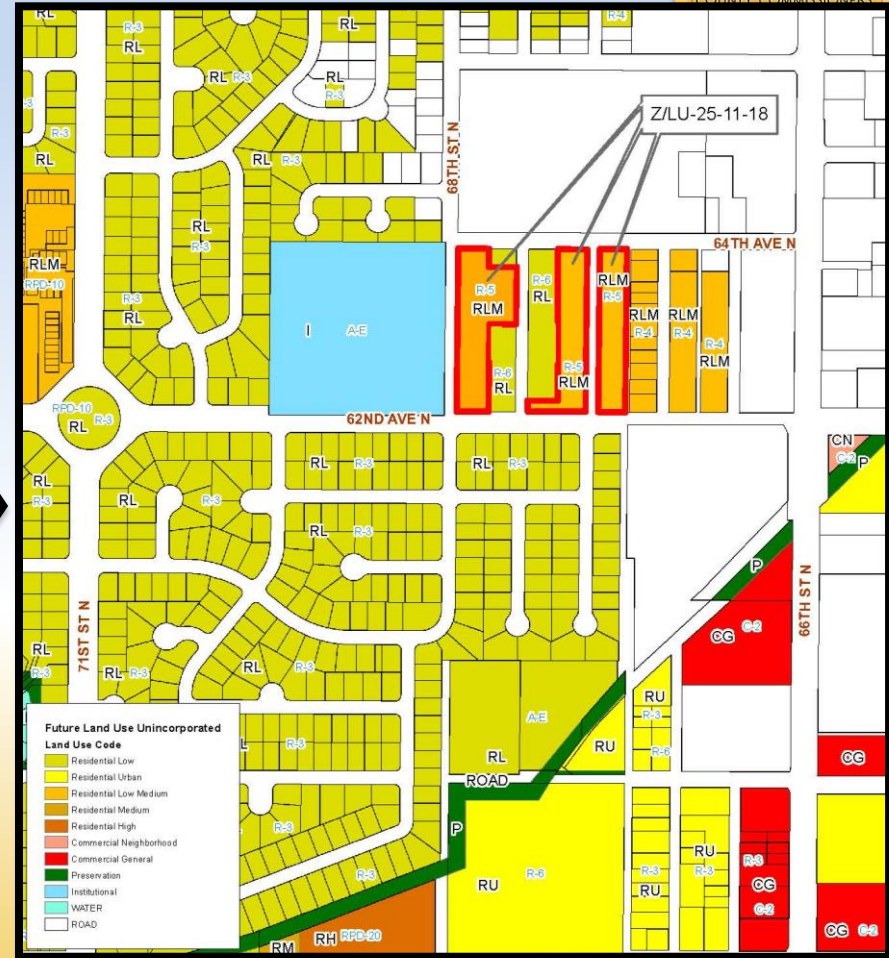 COUNTY COMMISSIONERS
RL
R-3
RL
RL
R-4
RL
R-3
RL
R-3
R-3
RL
RL
R-3
Z/LU-25-11-18
68TH ST N
RL
R-3
64TH AVE N
RLM
RPD-10
R-3
RL
I
A-E
R-5
RLM
R-6
RL
R-6
RL
R-5
RLM
RLM
R-5
RLM
R-4
RLM
R-4
R-4
RLM
62ND AVE N
RPD-10
RL
R-3
RL
R-3
RL
R-3
RL
R-3
CN
C-2
P
RL
R-3
RL
R-3
P
66TH ST N
71ST ST N
CG
C-2
RL
R-3
RL
R-3
RL
R-3
A-E
RL
RU
RU
R-3
R-6
ROAD
CG
R-3
R-3
P
RU
R-6
R-3
RU
RU
R-3
R-3
CG
C-2
R-3
RM
RH
RPD-20
CG
C-2
Future Land Use Unincorporated
Land Use Code
Residential Low
Residential Urban
Residential Low Medium
Residential Medium
Residential High
Commercial Neighborhood
Commercial General
Preservation
Institutional
WATER
ROAD